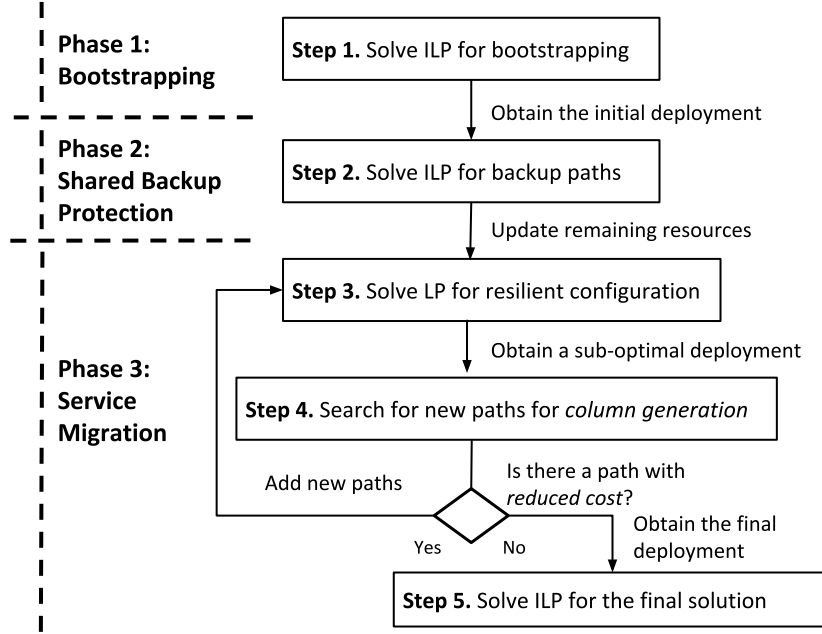 Phase 1:
Bootstrapping
Step 1. Solve ILP for bootstrapping
Obtain the initial deployment
Phase 2:
Shared Backup
Protection
Step 2. Solve ILP for backup paths
Update remaining resources
Phase 3:
Service
Migration
Step 3. Solve LP for resilient configuration
Obtain a sub-optimal deployment
Step 4. Search for new paths for column generation
Is there a path with
reduced cost?
Add new paths
Yes
No
Obtain the final
deployment
Step 5. Solve ILP for the final solution